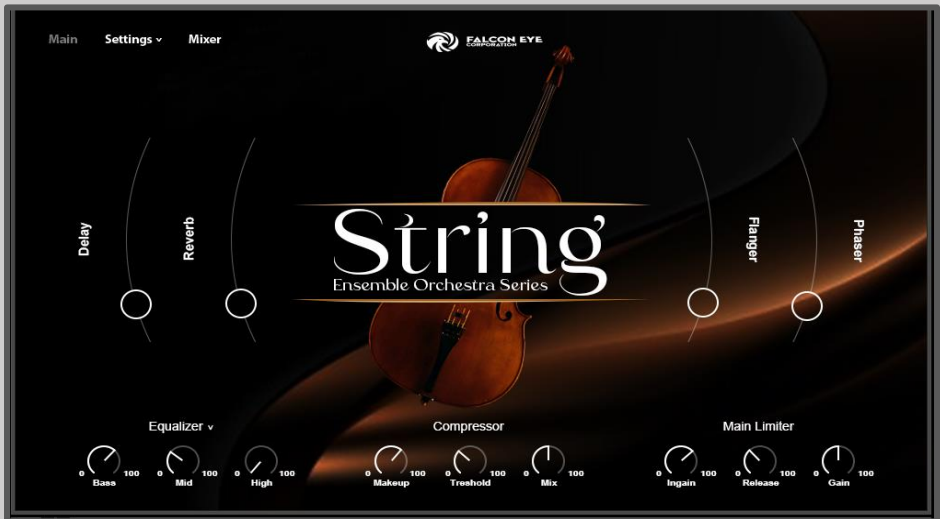 Main Settings v Mixer
FALCON EYE
CORPORATION
Delay
Reverb
String
Ensemble Orchestra Series
Flanger
Phaser
Equalizer v
Compressor
Main Limiter
0 100 0 100 0 100 0 100 0 100 0 100 0 100 0 100 0 100
Bass Mid High Makeup Treshold Mix Ingain Release Gain